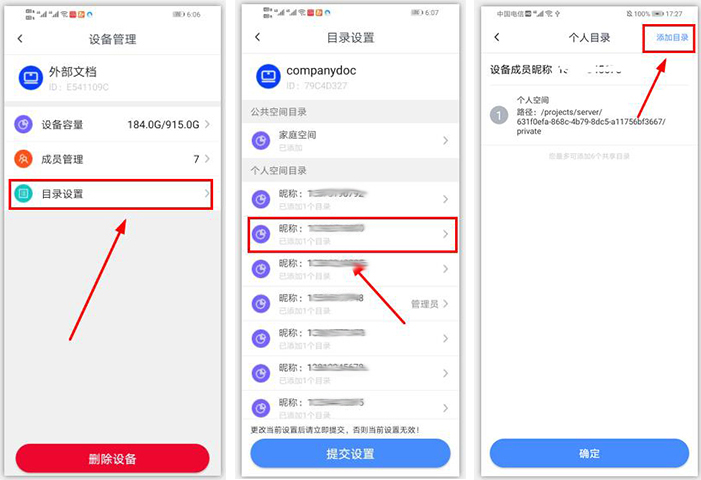 6:06
设备管理
外部文档
ID: E541109C
设备容量
184.0G/915.0G
成员管理
7
目录设置
删除设备
6:07
目录设置
companydoc
ID: 79C4D327
公共空间目录
家庭空间
已添加
个人空间目录
昵称:
已添加1个目录
昵称:
已添加1个目录
昵称:
已添加1个目录
昵称:
已添加1个目录
管理员
昵称:
已添加1个目录
昵称:
已添加1个目录
昵称:
已添加1个目录
更改当前设置后请立即提交，否则当前设置无效!
提交设置
中国电信
100%
17:27
个人目录
添加目录
设备成员昵称
1
个人空间
路径: /projects/server/
631f0efa-868c-4b79-8dc5-a11756bf3667/
private
您最多可添加6个共享目录
确定